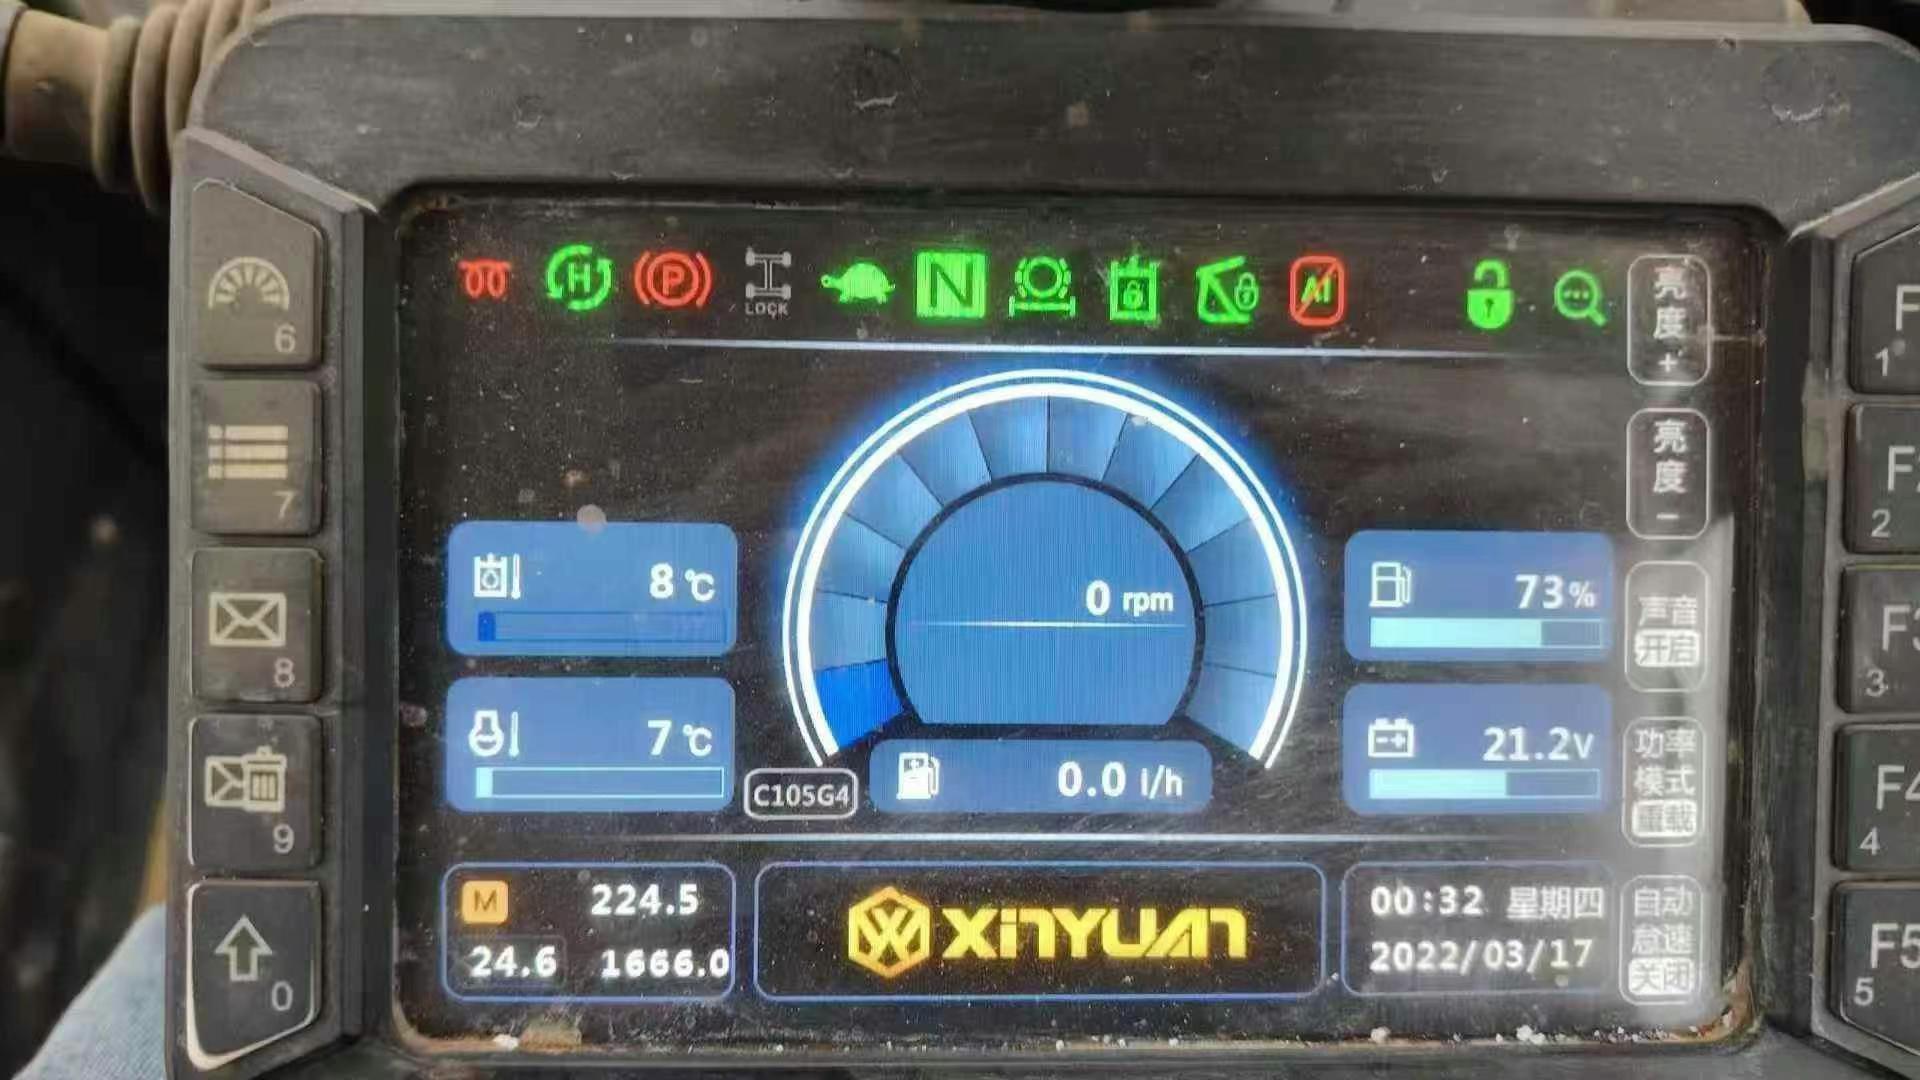 H
P
LOCK
N
AI
亮度+
亮度-
声音
开启
功率
模式
重载
自动
怠速
关闭
8℃
7℃
0 rpm
73%
21.2V
C105G4
0.0 l/h
M 224.5
24.6 1666.0
XINYUAN
00:32 星期四
2022/03/17
6
7
8
9
0
1
2
F3
3
F4
4
F5
5